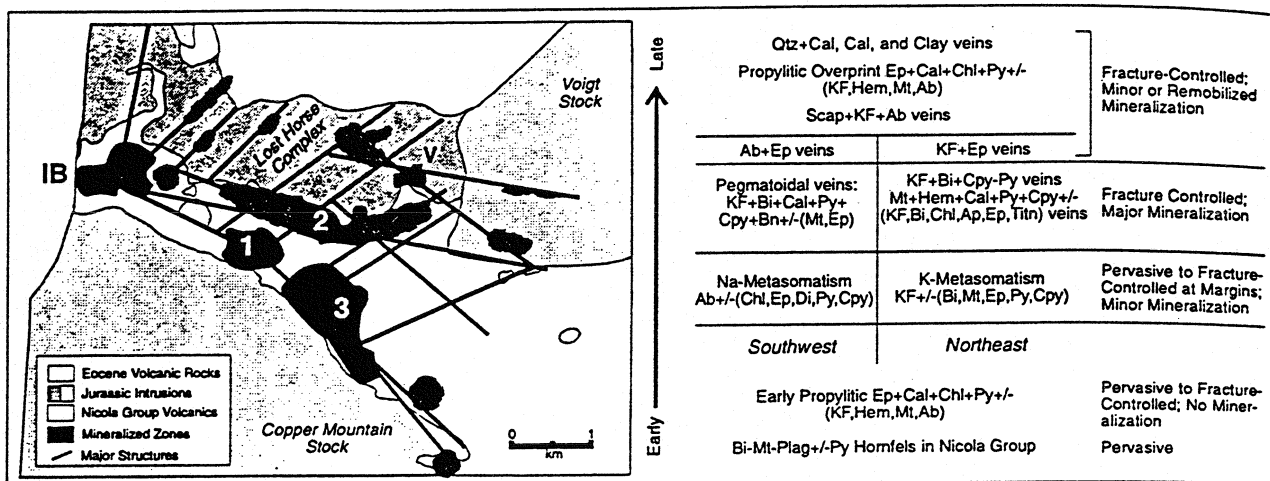 Voigt
Stock
Lost Horse
Complex
IB
V
2
1
3
Eocene Volcanic Rocks
Jurassic Intrusions
Nicola Group Volcanics
Mineralized Zones
Major Structures
Copper Mountain
Stock
0 1
km
Late
Early
Qtz+Cal, Cal, and Clay veins
Propylitic Overprint Ep+Cal+Chl+Py+/-
(KF,Hem,Mt,Ab)
Scap+KF+Ab veins
Fracture-Controlled;
Minor or Remobilized
Mineralization
Ab+Ep veins
KF+Ep veins
Pegmatoidal veins:
KF+Bi+Cal+Py+
Cpy+Bn+/-(Mt,Ep)
KF+Bi+Cpy-Py veins
Mt+Hem+Cal+Py+Cpy+/-
(KF,Bi,Chl,Ap,Ep,Titn) veins
Fracture Controlled;
Major Mineralization
Na-Metasomatism
Ab+/-(Chl,Ep,Di,Py,Cpy)
K-Metasomatism
KF+/-(Bi,Mt,Ep,Py,Cpy)
Pervasive to Fracture-
Controlled at Margins;
Minor Mineralization
Southwest
Northeast
Early Propylitic Ep+Cal+Chl+Py+/-
(KF,Hem,Mt,Ab)
Pervasive to Fracture-
Controlled; No Miner-
alization
Bi-Mt-Plag+/-Py Hornfels in Nicola Group
Pervasive